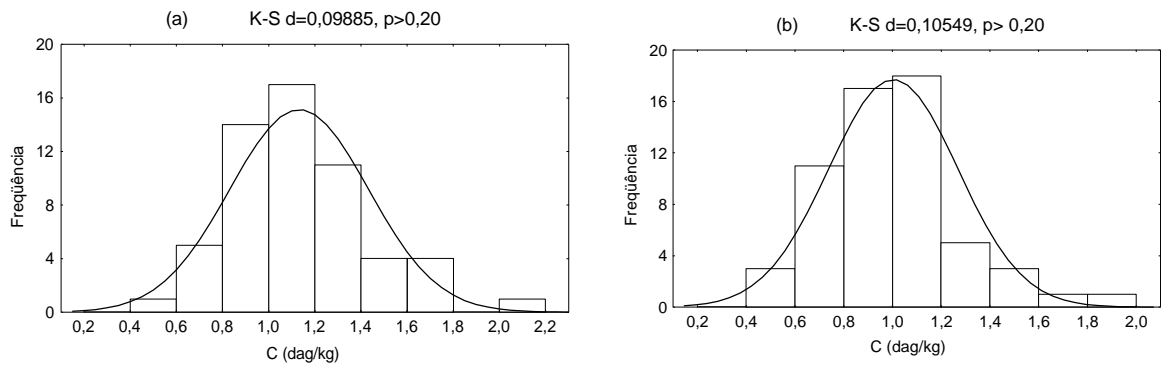 (a) K-S d=0,09885, p>0,20
20
16
12
8
4
0
Freqüência
0,2 0,4 0,6 0,8 1,0 1,2 1,4 1,6 1,8 2,0 2,2
C (dag/kg)
(b) K-S d=0,10549, p> 0,20
20
16
12
8
4
0
Freqüência
0,2 0,4 0,6 0,8 1,0 1,2 1,4 1,6 1,8 2,0
C (dag/kg)